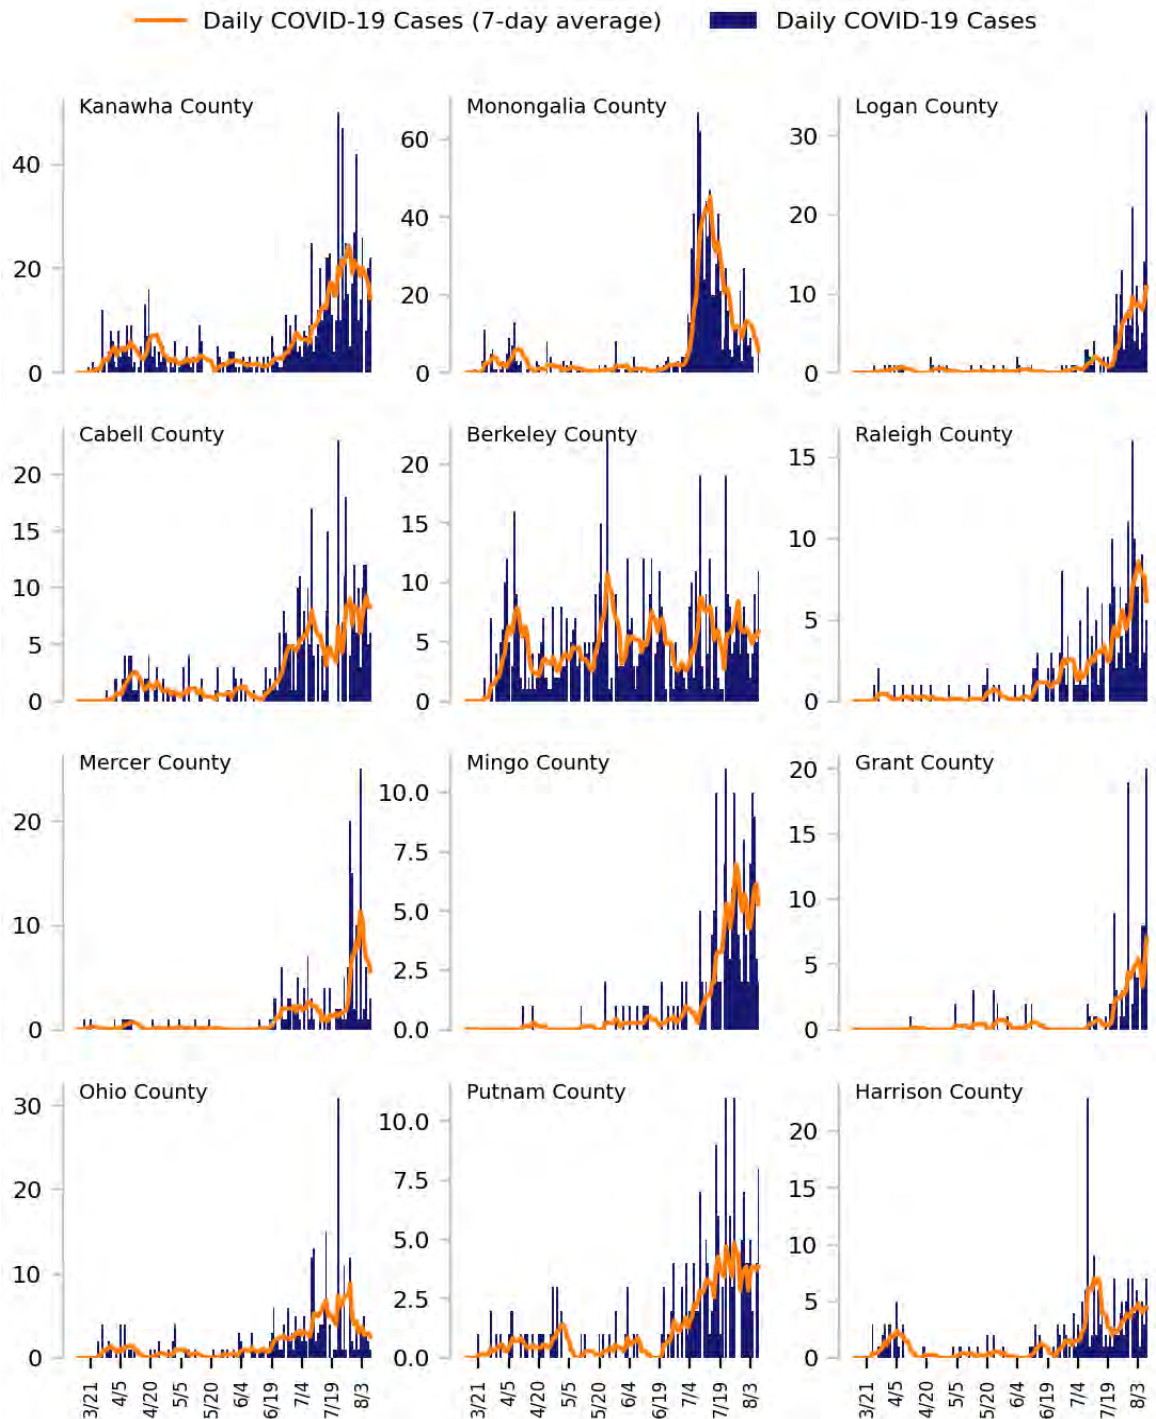 Daily COVID-19 Cases (7-day average) Daily COVID-19 Cases
Kanawha County Monongalia County Logan County
40 60 30
20 40 20
0 20 10
0 0
Cabell County Berkeley County Raleigh County
20 20 15
15 15 10
10 10 5
5 5 0
0 0
Mercer County Mingo County Grant County
20 10.0 20
10 7.5 15
0 5.0 10
2.5 5
0.0 0
Ohio County Putnam County Harrison County
30 10.0 20
20 7.5 15
10 5.0 10
0 2.5 5
0.0 0
3/21 4/5 4/20 5/5 5/20 6/4 6/19 7/4 7/19 8/3 3/21 4/5 4/20 5/5 5/20 6/4 6/19 7/4 7/19 8/3 3/21 4/5 4/20 5/5 5/20 6/4 6/19 7/4 7/19 8/3